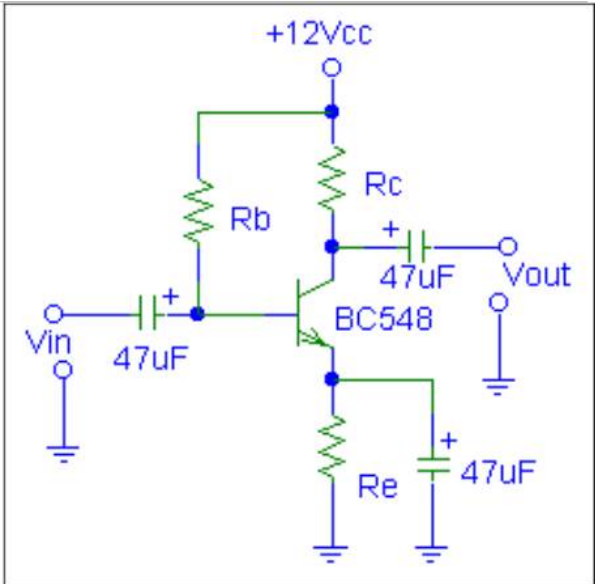 +12Vcc
Rc
Rb
+
47uF
Vout
BC548
+
Vin
47uF
+
Re
47uF